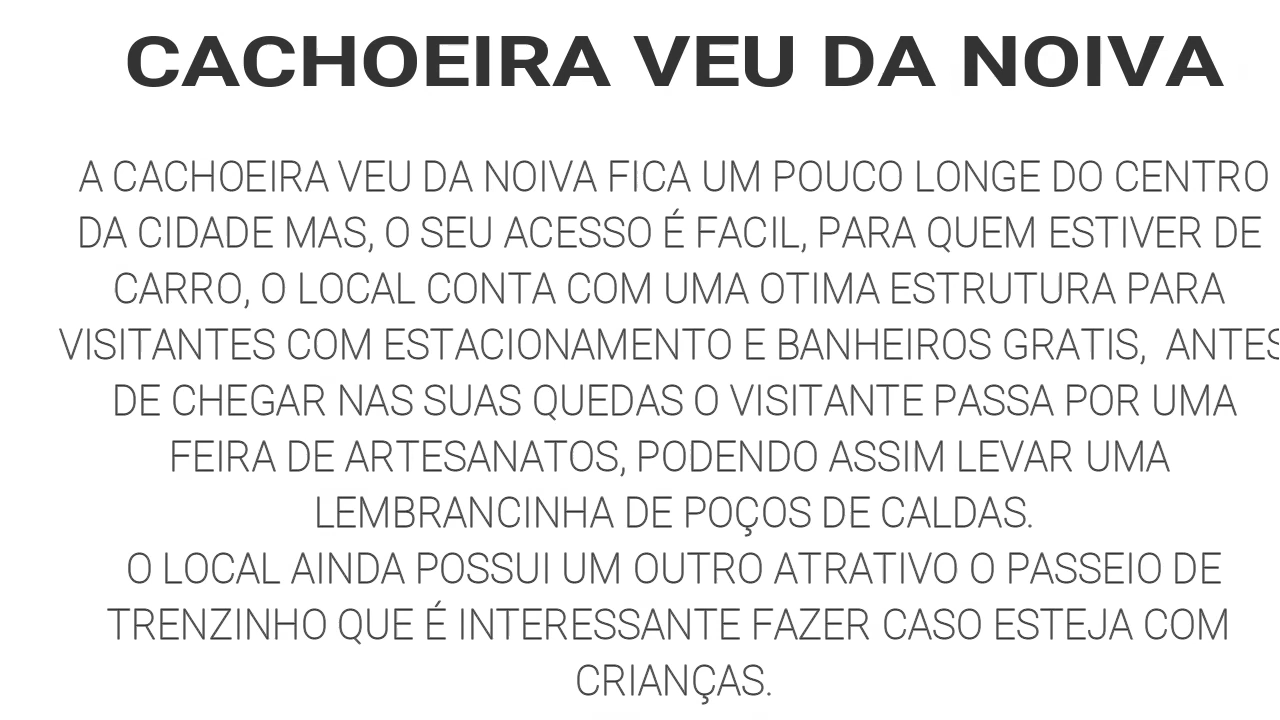 CACHOEIRA VEU DA NOIVA
A CACHOEIRA VEU DA NOIVA FICA UM POUCO LONGE DO CENTRO
DA CIDADE MAS, O SEU ACESSO É FACIL, PARA QUEM ESTIVER DE
CARRO, O LOCAL CONTA COM UMA OTIMA ESTRUTURA PARA
VISITANTES COM ESTACIONAMENTO E BANHEIROS GRATIS,  ANTES
DE CHEGAR NAS SUAS QUEDAS O VISITANTE PASSA POR UMA
FEIRA DE ARTESANATOS, PODENDO ASSIM LEVAR UMA
LEMBRANCINHA DE POÇOS DE CALDAS.
O LOCAL AINDA POSSUI UM OUTRO ATRATIVO O PASSEIO DE
TRENZINHO QUE É INTERESSANTE FAZER CASO ESTEJA COM
CRIANÇAS.